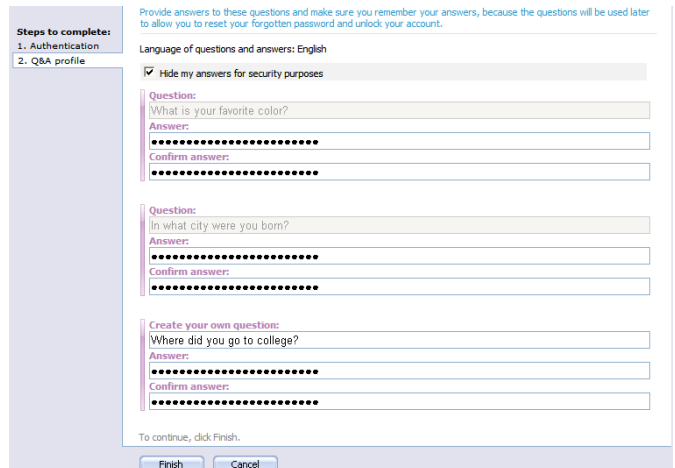 Provide answers to these questions and make sure you remember your answers, because the questions will be used later
to allow you to reset your forgotten password and unlock your account.
Steps to complete:
1. Authentication
2. Q&A profile
Language of questions and answers: English
Hide my answers for security purposes
Question:
What is your favorite color?
Answer:
••••••••••••••••••••••••
Confirm answer:
••••••••••••••••••••••••
Question:
In what city were you born?
Answer:
••••••••••••••••••••••••
Confirm answer:
••••••••••••••••••••••••
Create your own question:
Where did you go to college?
Answer:
••••••••••••••••••••••••
Confirm answer:
••••••••••••••••••••••••
To continue, click Finish.
Finish Cancel